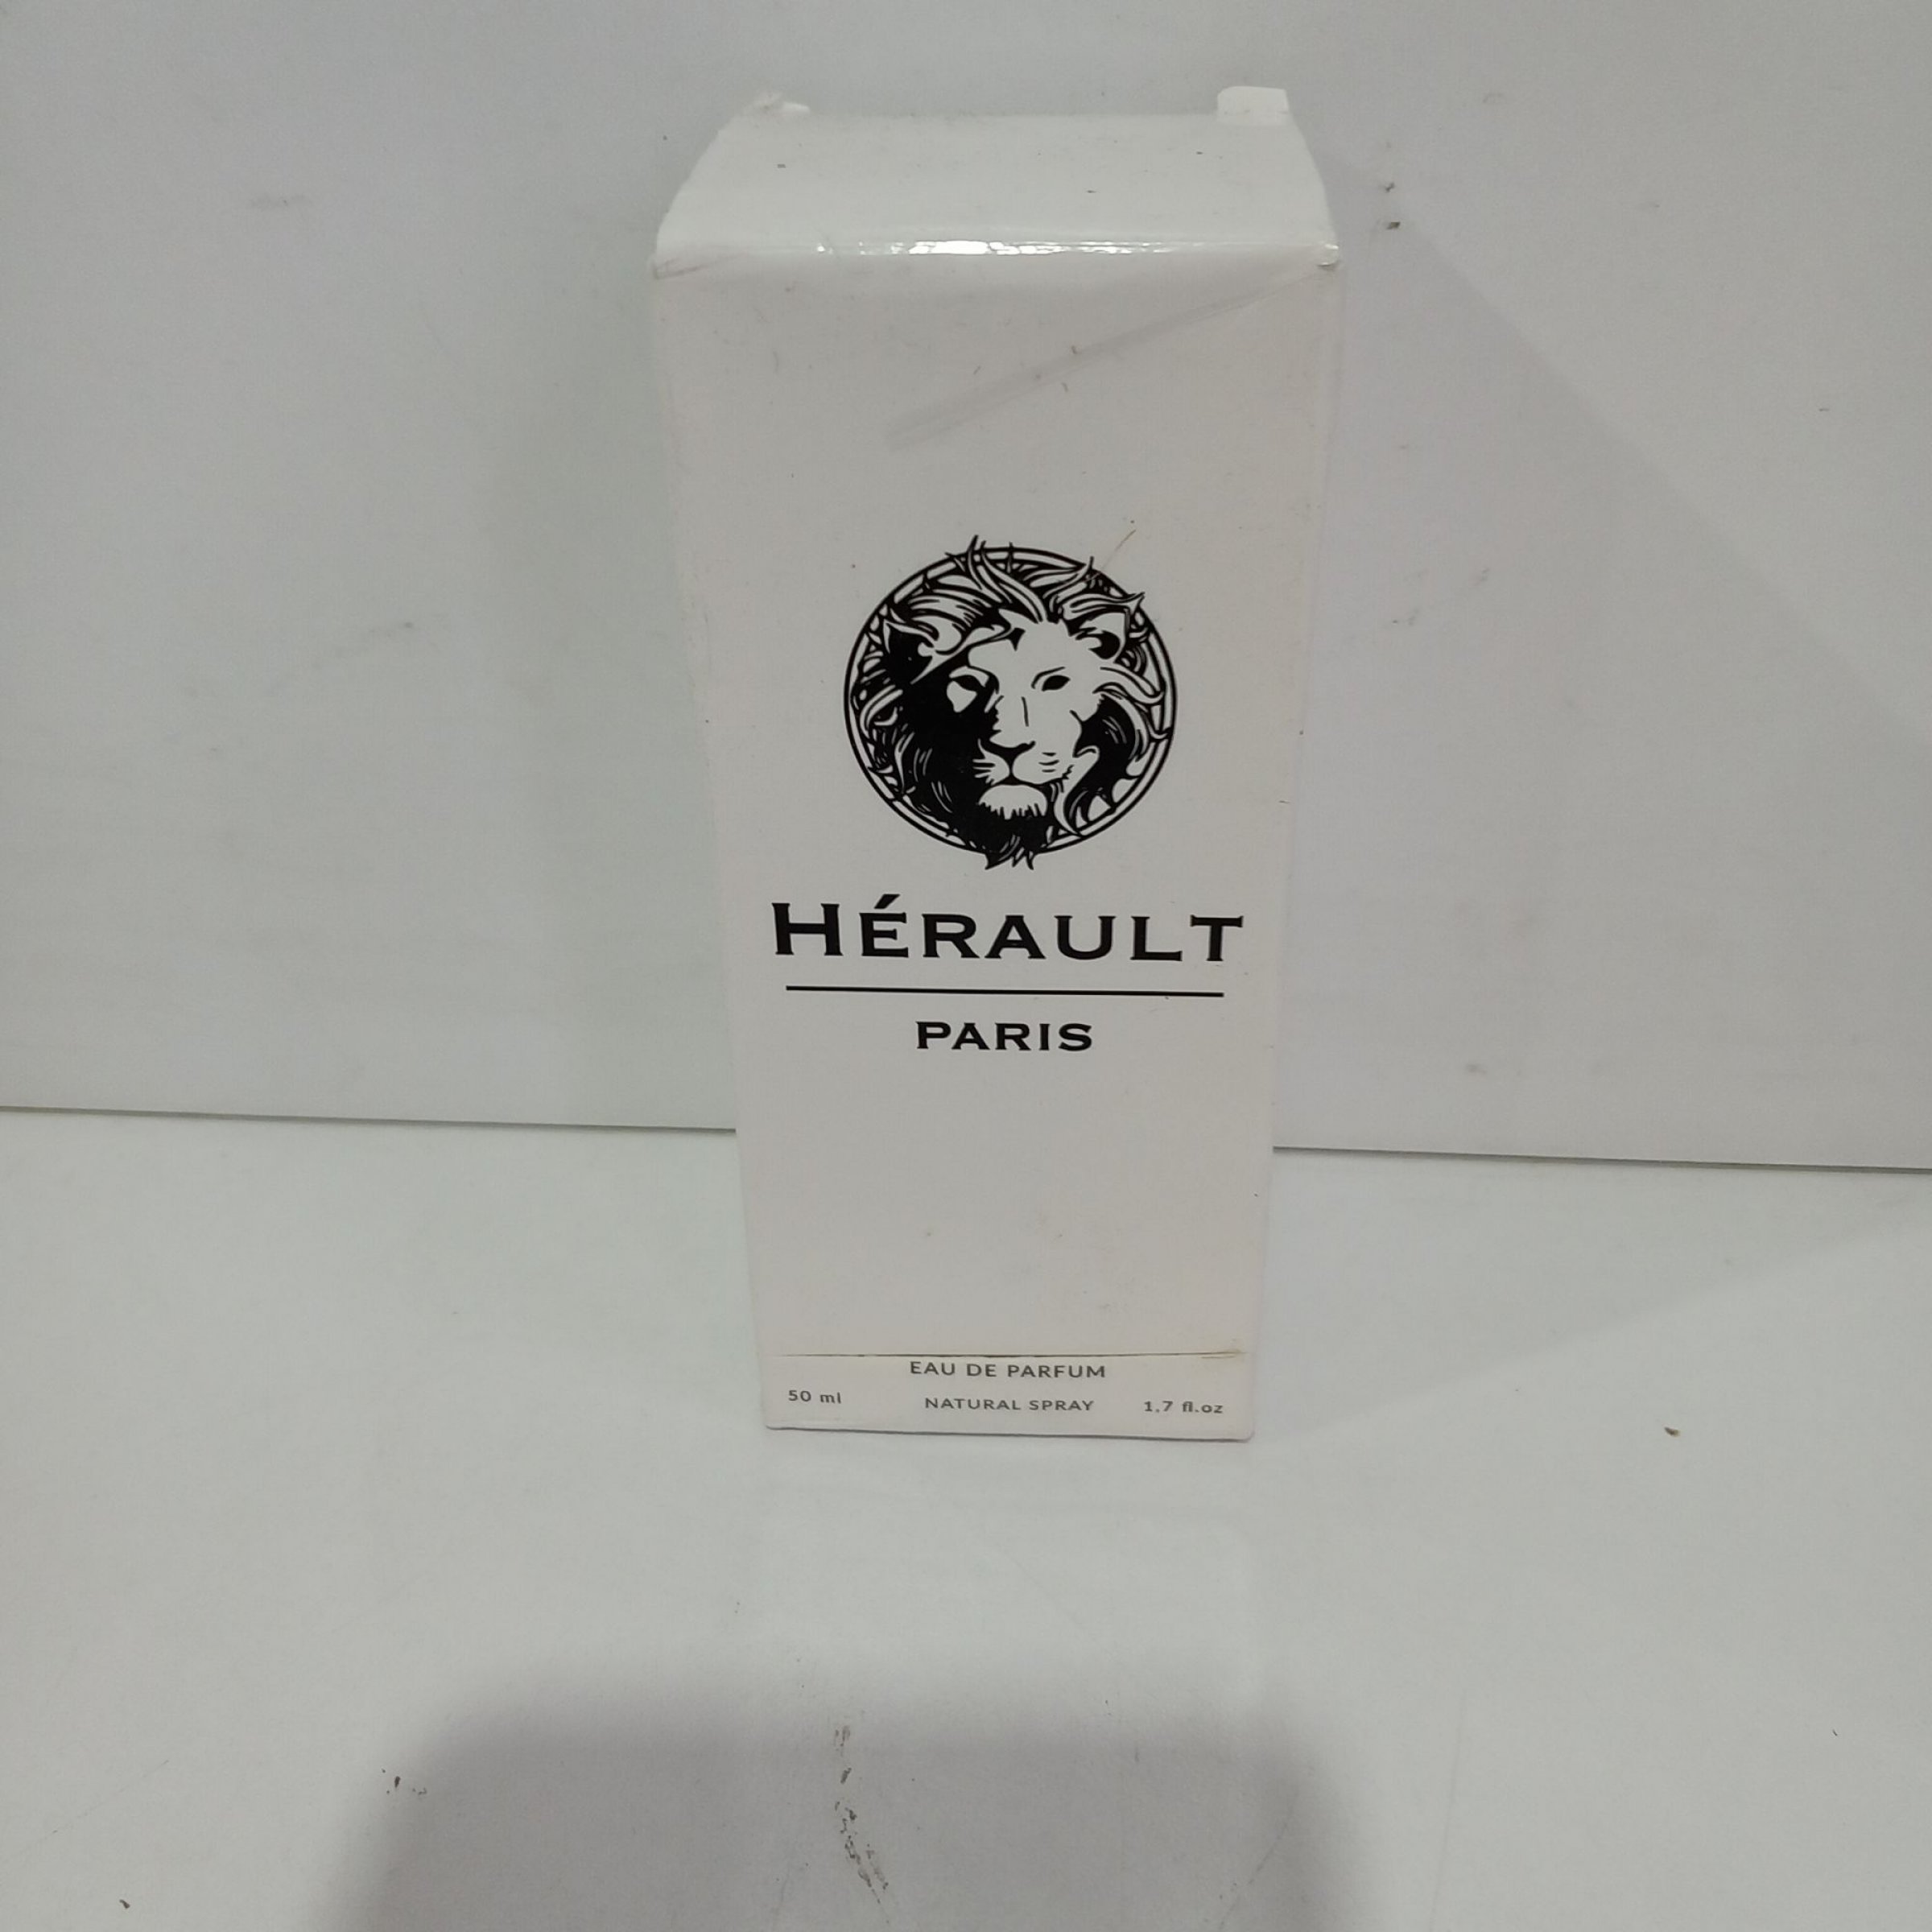 HÉRAULT
PARIS
EAU DE PARFUM
50 ml NATURAL SPRAY 1,7 fl.oz